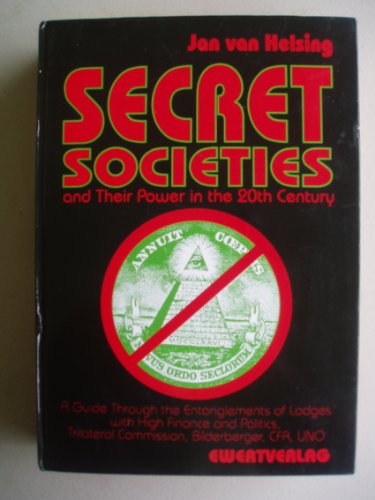 Jan van Helsing
SECRET
SOCIETIES
and Their Power in the 20th Century
ANNUIT CŒPTIS
NOVUS ORDO SECLORUM
A Guide Through the Entanglements of Lodges
with High Finance and Politics.
Trilateral Commission, Bilderberger, CFR, UNO
EWERTVERLAG